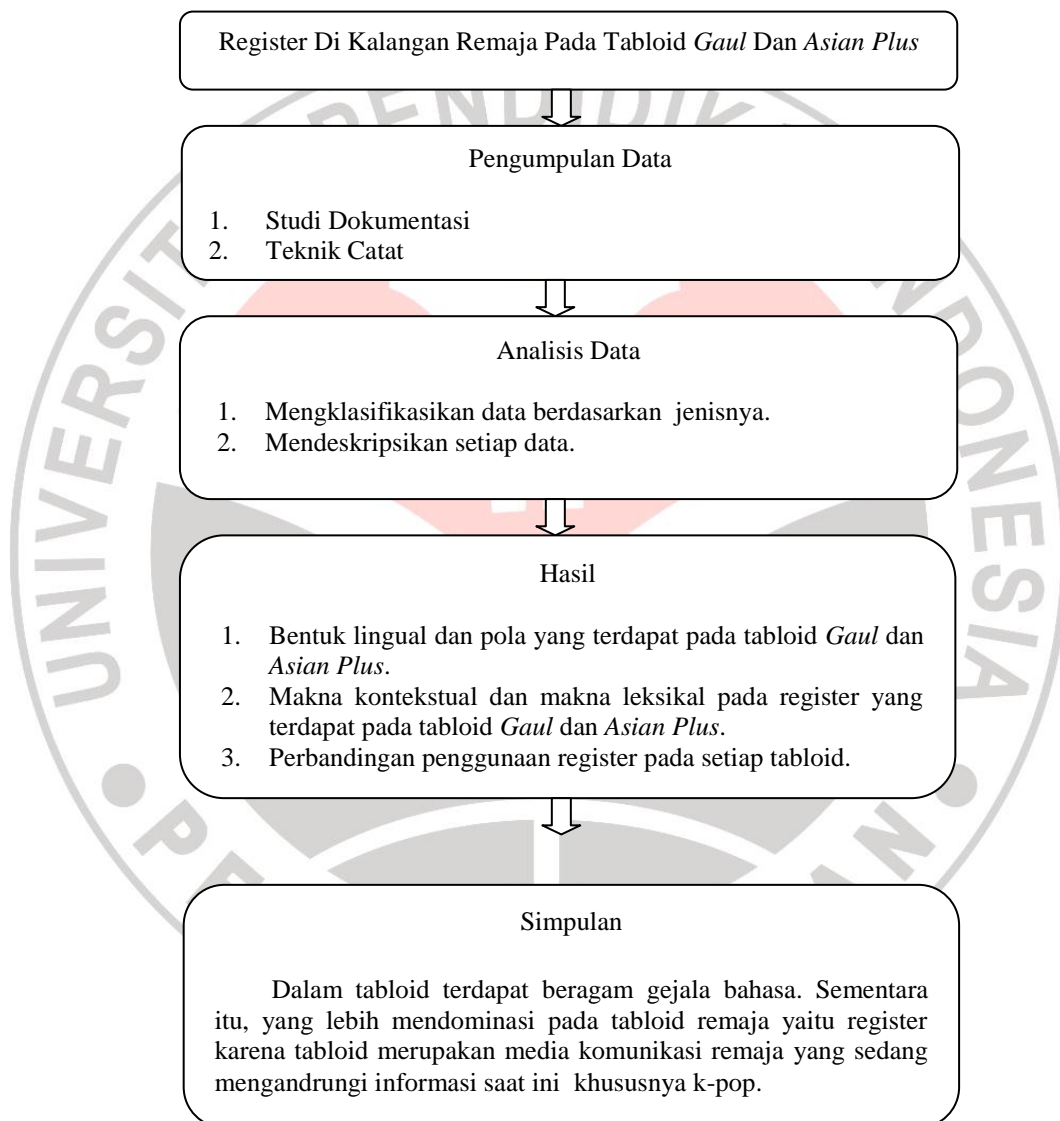 Register Di Kalangan Remaja Pada Tabloid Gaul Dan Asian Plus
Pengumpulan Data
1. Studi Dokumentasi
2. Teknik Catat
Analisis Data
1. Mengklasifikasikan data berdasarkan jenisnya.
2. Mendeskripsikan setiap data.
Hasil
1. Bentuk lingual dan pola yang terdapat pada tabloid Gaul dan
Asian Plus.
2. Makna kontekstual dan makna leksikal pada register yang
terdapat pada tabloid Gaul dan Asian Plus.
3. Perbandingan penggunaan register pada setiap tabloid.
Simpulan
Dalam tabloid terdapat beragam gejala bahasa. Sementara
itu, yang lebih mendominasi pada tabloid remaja yaitu register
karena tabloid merupakan media komunikasi remaja yang sedang
mengandrungi informasi saat ini khususnya k-pop.